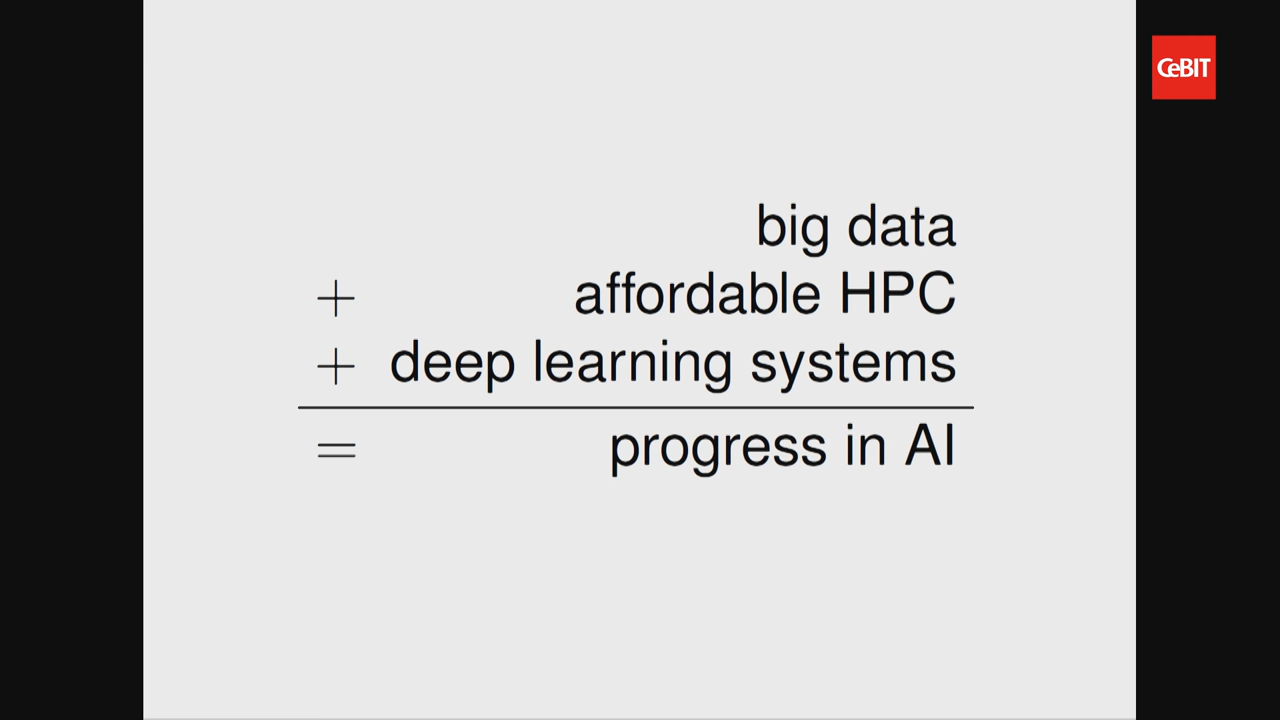 CeBIT
big data
+ affordable HPC
+ deep learning systems
= progress in AI